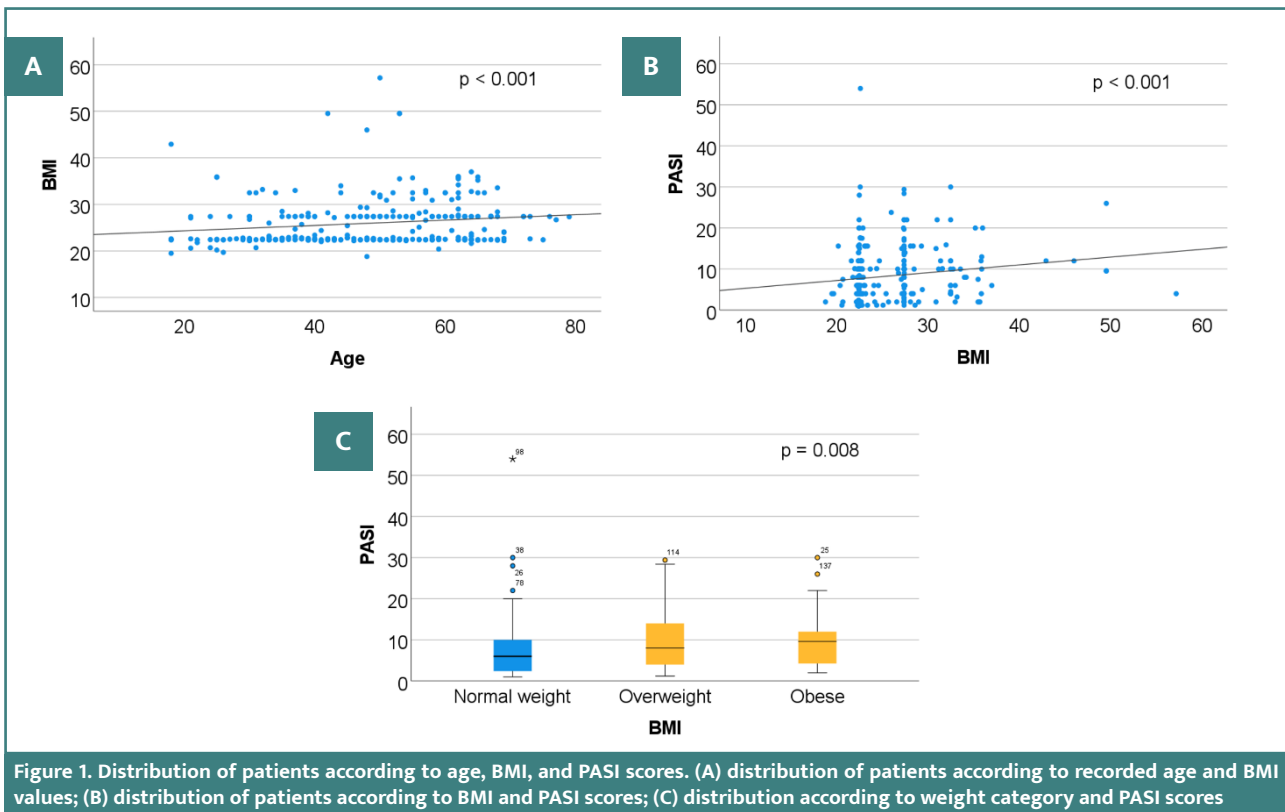 A
p < 0.001
BMI
60
50
40
30
20
10
20 40 60 80
Age
B
p < 0.001
PASI
60
50
40
30
20
10
0
10 20 30 40 50 60
BMI
C
p = 0.008
PASI
60
50
40
30
20
10
0
98
38
26
78
114
25
137
Normal weight Overweight Obese
BMI
Figure 1. Distribution of patients according to age, BMI, and PASI scores. (A) distribution of patients according to recorded age and BMI
values; (B) distribution of patients according to BMI and PASI scores; (C) distribution according to weight category and PASI scores